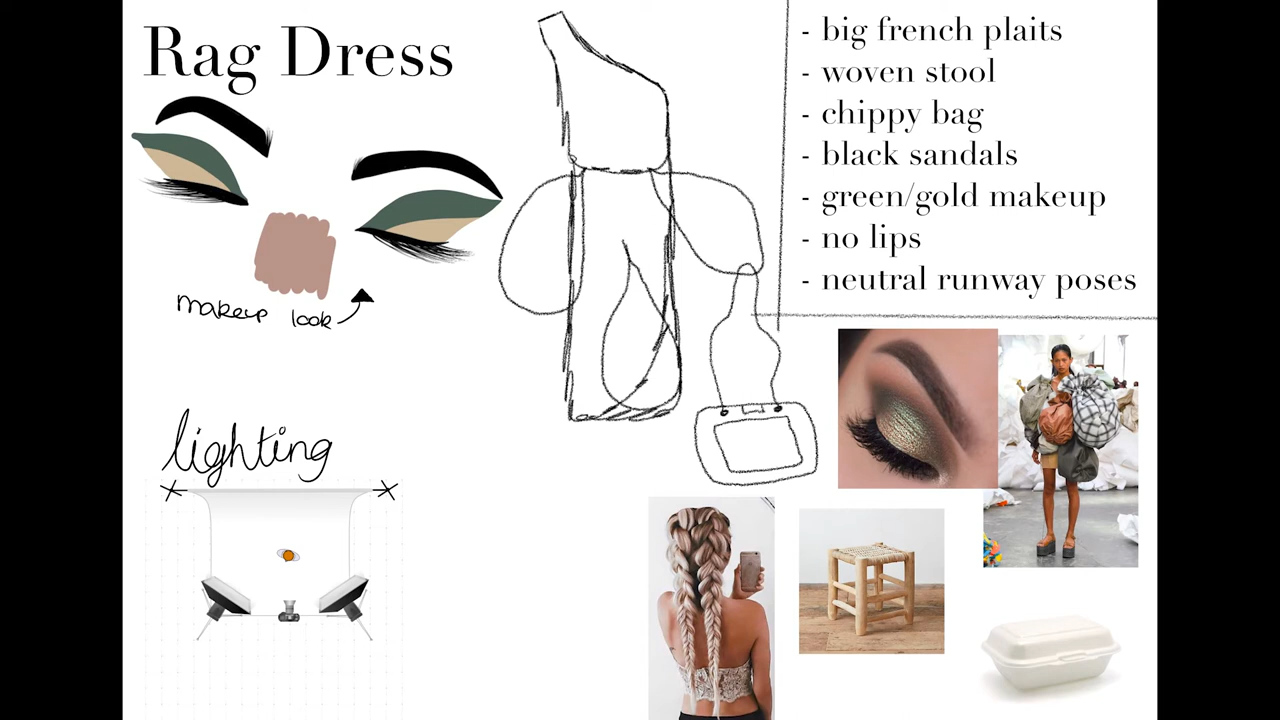 Rag Dress
makeup look
lighting
- big french plaits
- woven stool
- chippy bag
- black sandals
- green/gold makeup
- no lips
- neutral runway poses